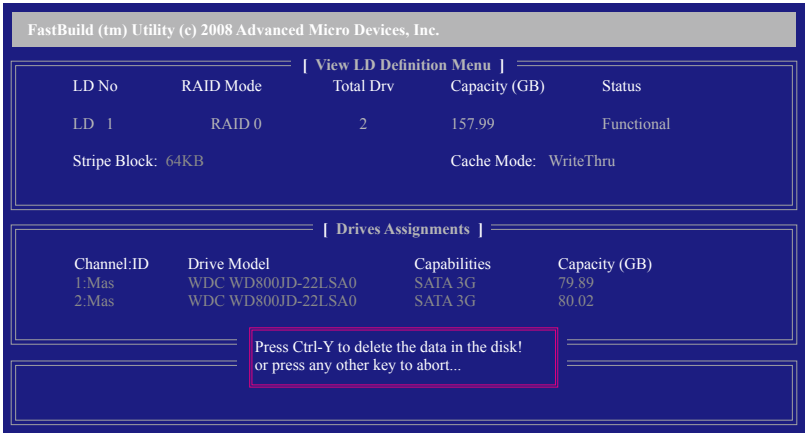 FastBuild (tm) Utility (c) 2008 Advanced Micro Devices, Inc.
[ View LD Definition Menu ]
LD No RAID Mode Total Drv Capacity (GB) Status
LD 1 RAID 0 2 157.99 Functional
Stripe Block: 64KB Cache Mode: WriteThru
[ Drives Assignments ]
Channel:ID Drive Model Capabilities Capacity (GB)
1:Mas WDC WD800JD-22LSA0 SATA 3G 79.89
2:Mas WDC WD800JD-22LSA0 SATA 3G 80.02
Press Ctrl-Y to delete the data in the disk!
or press any other key to abort...